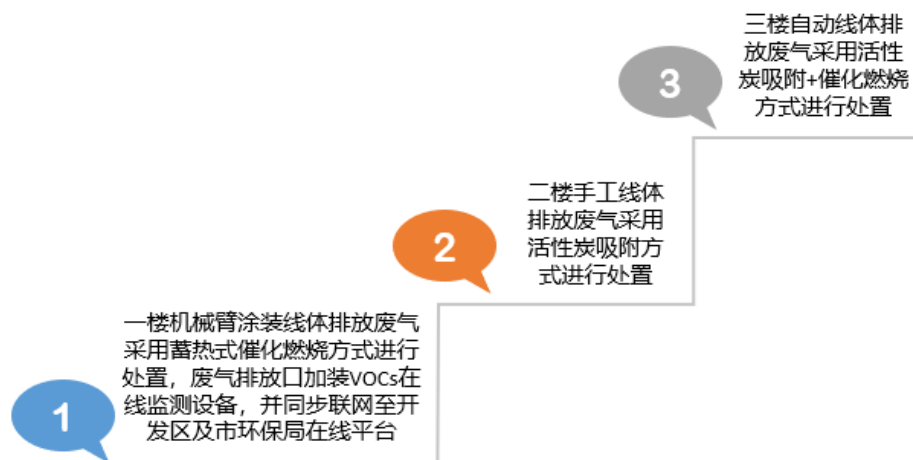 3
三楼自动线体排
放废气采用活性
炭吸附+催化燃烧
方式进行处置
2
二楼手工线体
排放废气采用
活性炭吸附方
式进行处置
1
一楼机械臂涂装线体排放废气
采用蓄热式催化燃烧方式进行
处置，废气排放口加装VOCs在
线监测设备，并同步联网至开
发区及市环保局在线平台